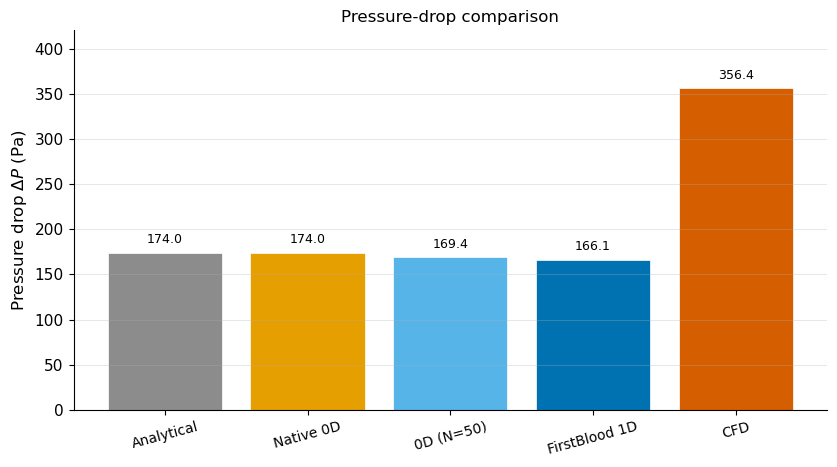 Pressure-drop comparison
Pressure drop ΔP (Pa)
400
350
300
250
200
150
100
50
0
174.0
174.0
169.4
166.1
356.4
Analytical
Native 0D
0D (N=50)
FirstBlood 1D
CFD